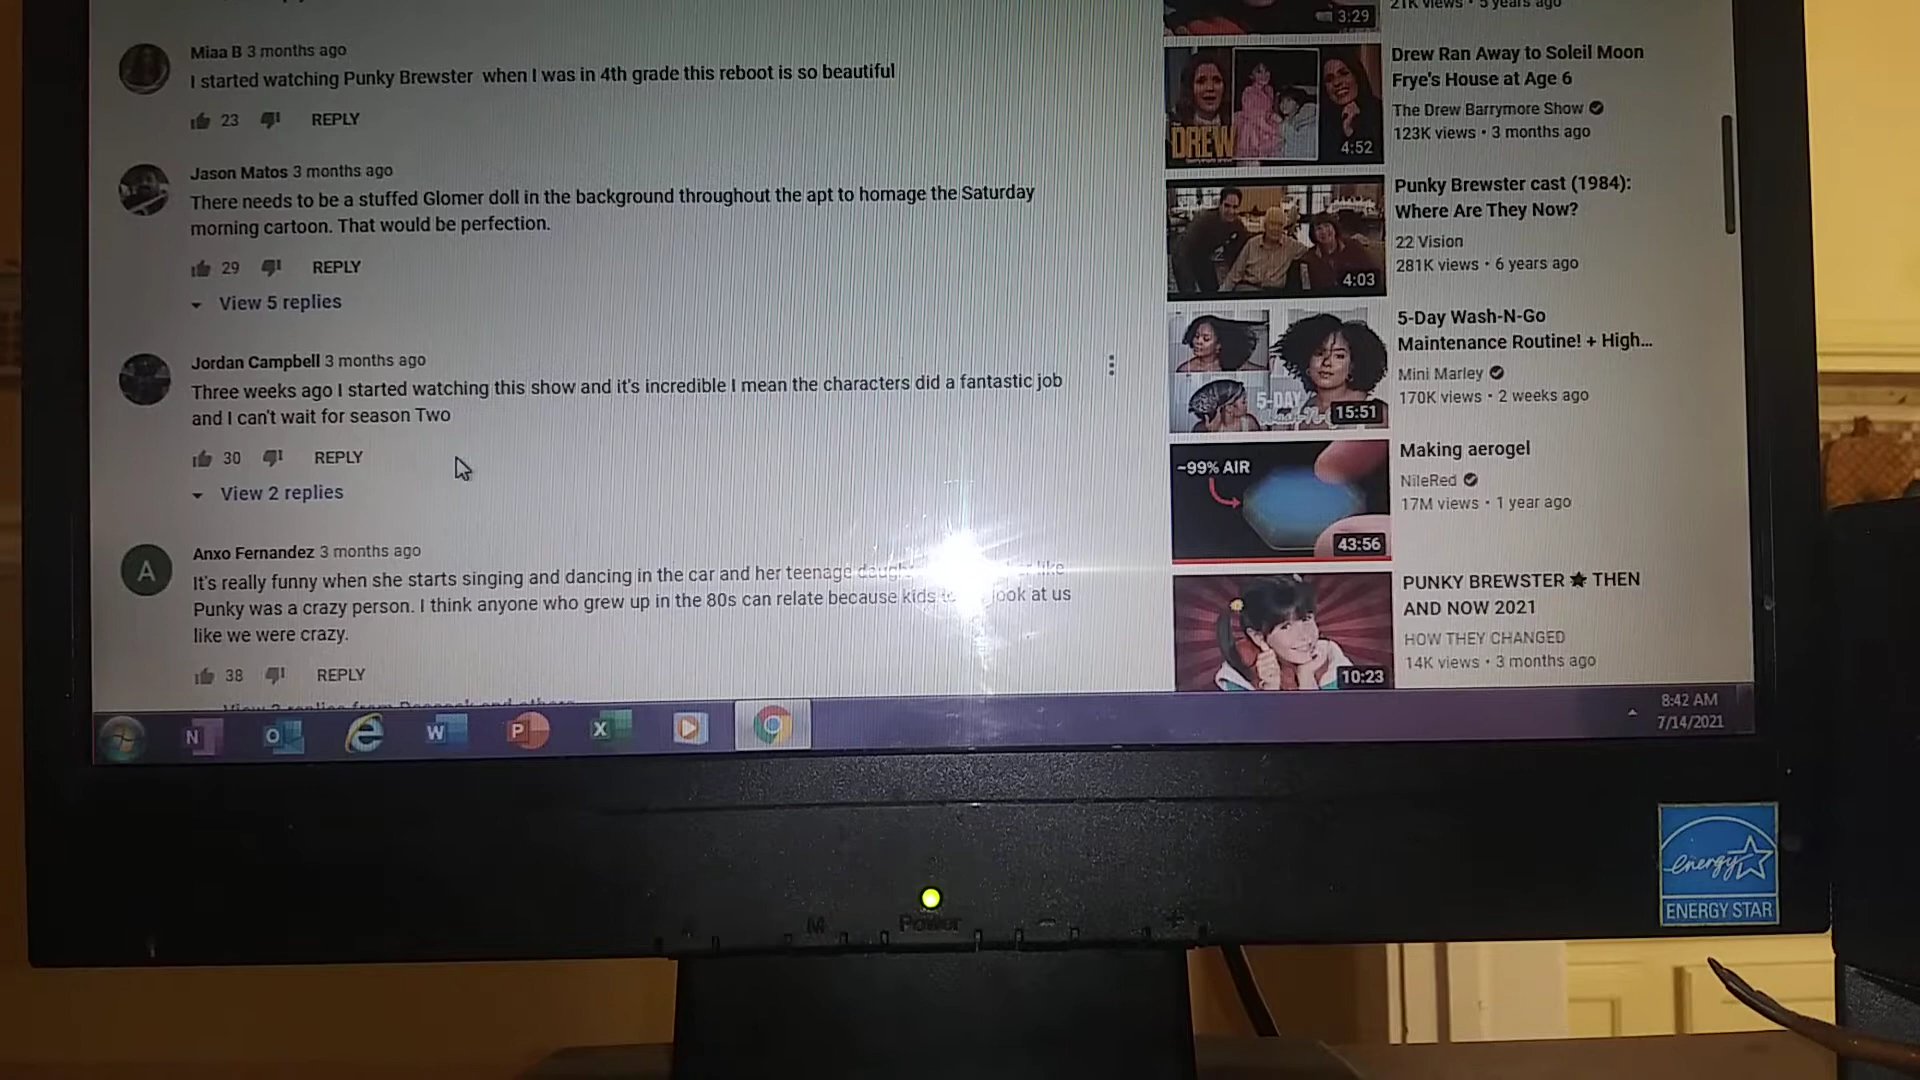 Miaa B 3 months ago
I started watching Punky Brewster when I was in 4th grade this reboot is so beautiful
23 REPLY
Jason Matos 3 months ago
There needs to be a stuffed Glomer doll in the background throughout the apt to homage the Saturday
morning cartoon. That would be perfection.
29 REPLY
View 5 replies
Jordan Campbell 3 months ago
Three weeks ago I started watching this show and it's incredible I mean the characters did a fantastic job
and I can't wait for season Two
30 REPLY
View 2 replies
Anxo Fernandez 3 months ago
It's really funny when she starts singing and dancing in the car and her teenage like
Punky was a crazy person. I think anyone who grew up in the 80s can relate because kids look at us
like we were crazy.
38 REPLY
3:29
21K views • 5 years ago
DREW
4:52
Drew Ran Away to Soleil Moon
Frye's House at Age 6
The Drew Barrymore Show
123K views • 3 months ago
4:03
Punky Brewster cast (1984):
Where Are They Now?
22 Vision
281K views • 6 years ago
5-DAY
Wash-N-Go
15:51
5-Day Wash-N-Go
Maintenance Routine! + High...
Mini Marley
170K views • 2 weeks ago
~99% AIR
43:56
Making aerogel
NileRed
17M views • 1 year ago
10:23
PUNKY BREWSTER ★ THEN
AND NOW 2021
HOW THEY CHANGED
14K views • 3 months ago
N O W P X
8:42 AM
7/14/2021
M Power - +
energy
ENERGY STAR